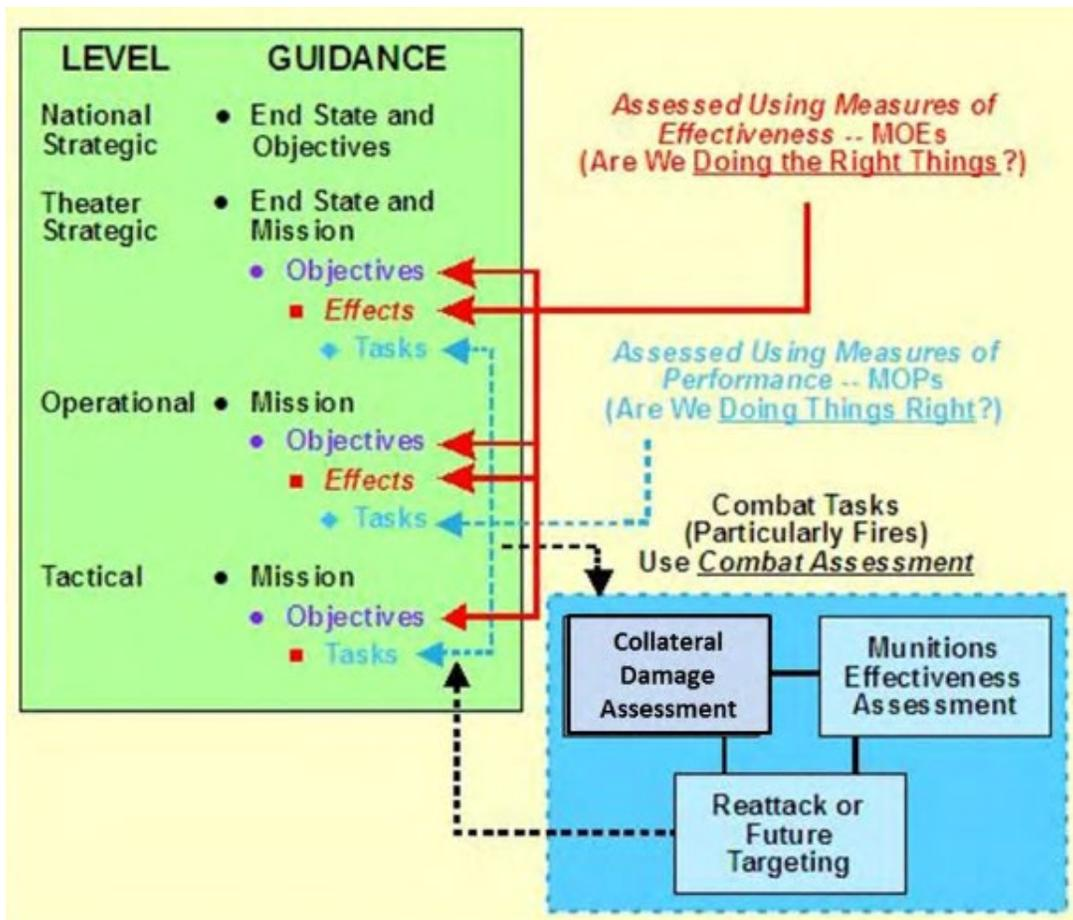 LEVEL GUIDANCE
National Strategic
• End State and Objectives
Theater Strategic
• End State and Mission
• Objectives
■ Effects
◆ Tasks
Operational • Mission
• Objectives
■ Effects
◆ Tasks
Tactical • Mission
• Objectives
■ Tasks
Assessed Using Measures of
Effectiveness -- MOEs
(Are We Doing the Right Things?)
Assessed Using Measures of
Performance -- MOPs
(Are We Doing Things Right?)
Combat Tasks
(Particularly Fires)
Use Combat Assessment
Collateral
Damage
Assessment
Munitions
Effectiveness
Assessment
Reattack or
Future
Targeting